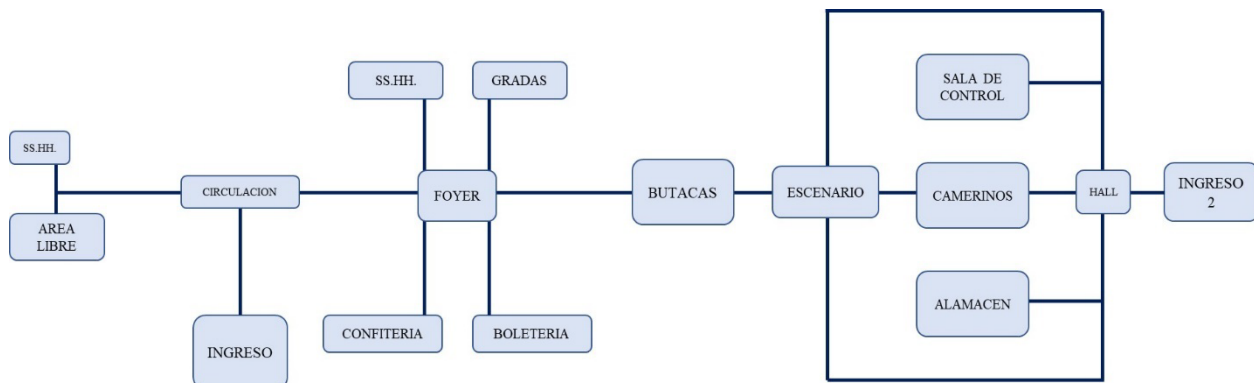 SS.HH.
GRADAS
SALA DE
CONTROL
SS.HH.
CIRCULACION
FOYER
BUTACAS
ESCENARIO
CAMERINOS
HALL
INGRESO
2
AREA
LIBRE
ALAMACEN
INGRESO
CONFITERIA
BOLETERIA